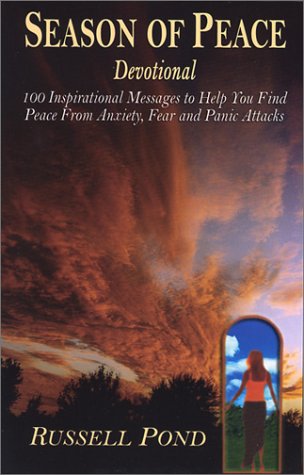 SEASON OF PEACE
Devotional
100 Inspirational Messages to Help You Find
Peace From Anxiety, Fear and Panic Attacks
RUSSELL POND